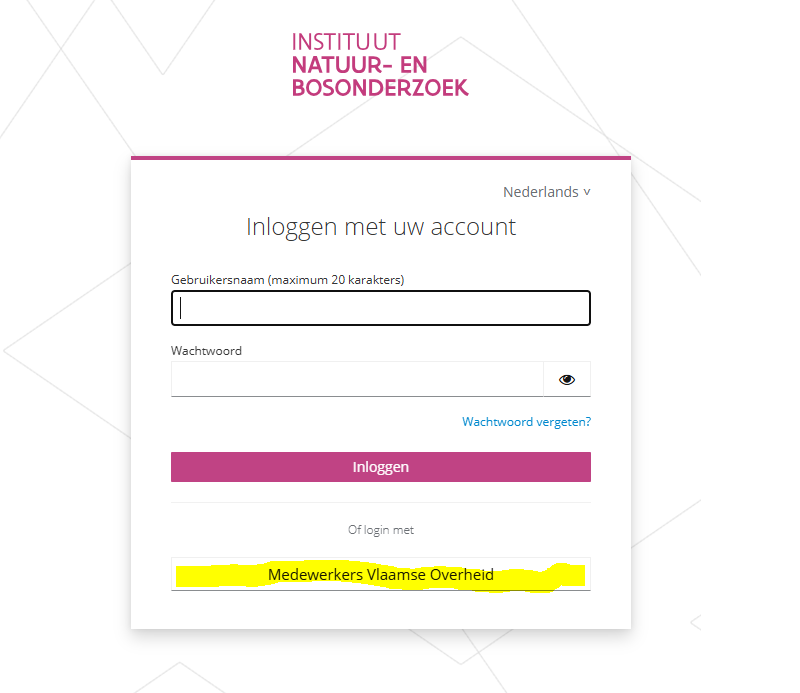 INSTITUUT
NATUUR- EN
BOSONDERZOEK
Nederlands
Inloggen met uw account
Gebruikersnaam (maximum 20 karakters)
Wachtwoord
Wachtwoord vergeten?
Inloggen
Of login met
Medewerkers Vlaamse Overheid